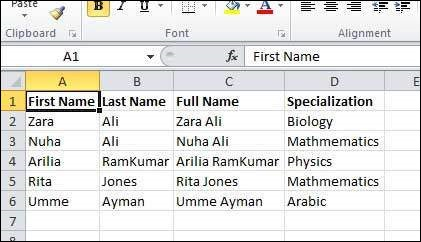 Paste
B I U A
Clipboard Font Alignment
A1 fx First Name
A B C D E
1 First Name Last Name Full Name Specialization
2 Zara Ali Zara Ali Biology
3 Nuha Ali Nuha Ali Mathmematics
4 Arilia RamKumar Arilia RamKumar Physics
5 Rita Jones Rita Jones Mathmematics
6 Umme Ayman Umme Ayman Arabic
7
8